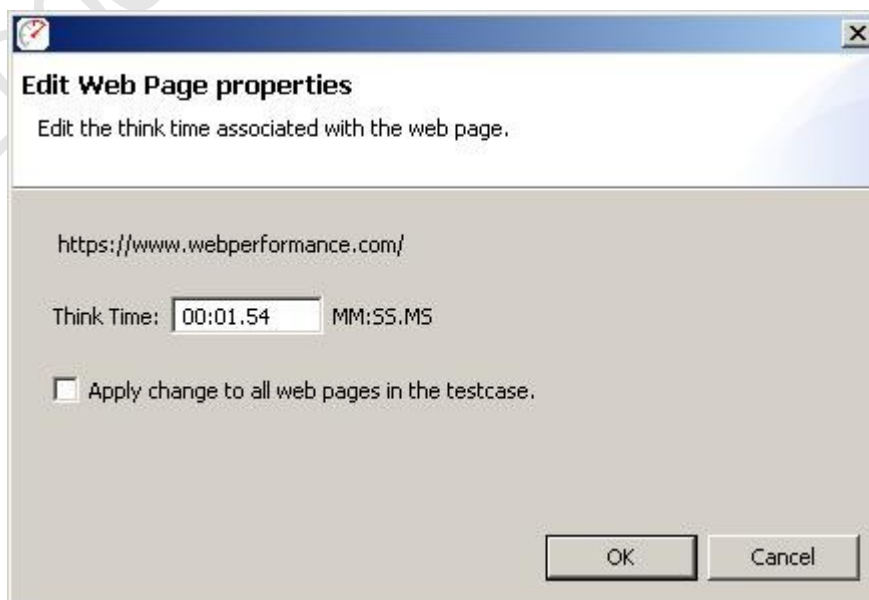 Edit Web Page properties
Edit the think time associated with the web page.
https://www.webperformance.com/
Think Time: 00:01.54 MM:SS.MS
Apply change to all web pages in the testcase.
OK Cancel